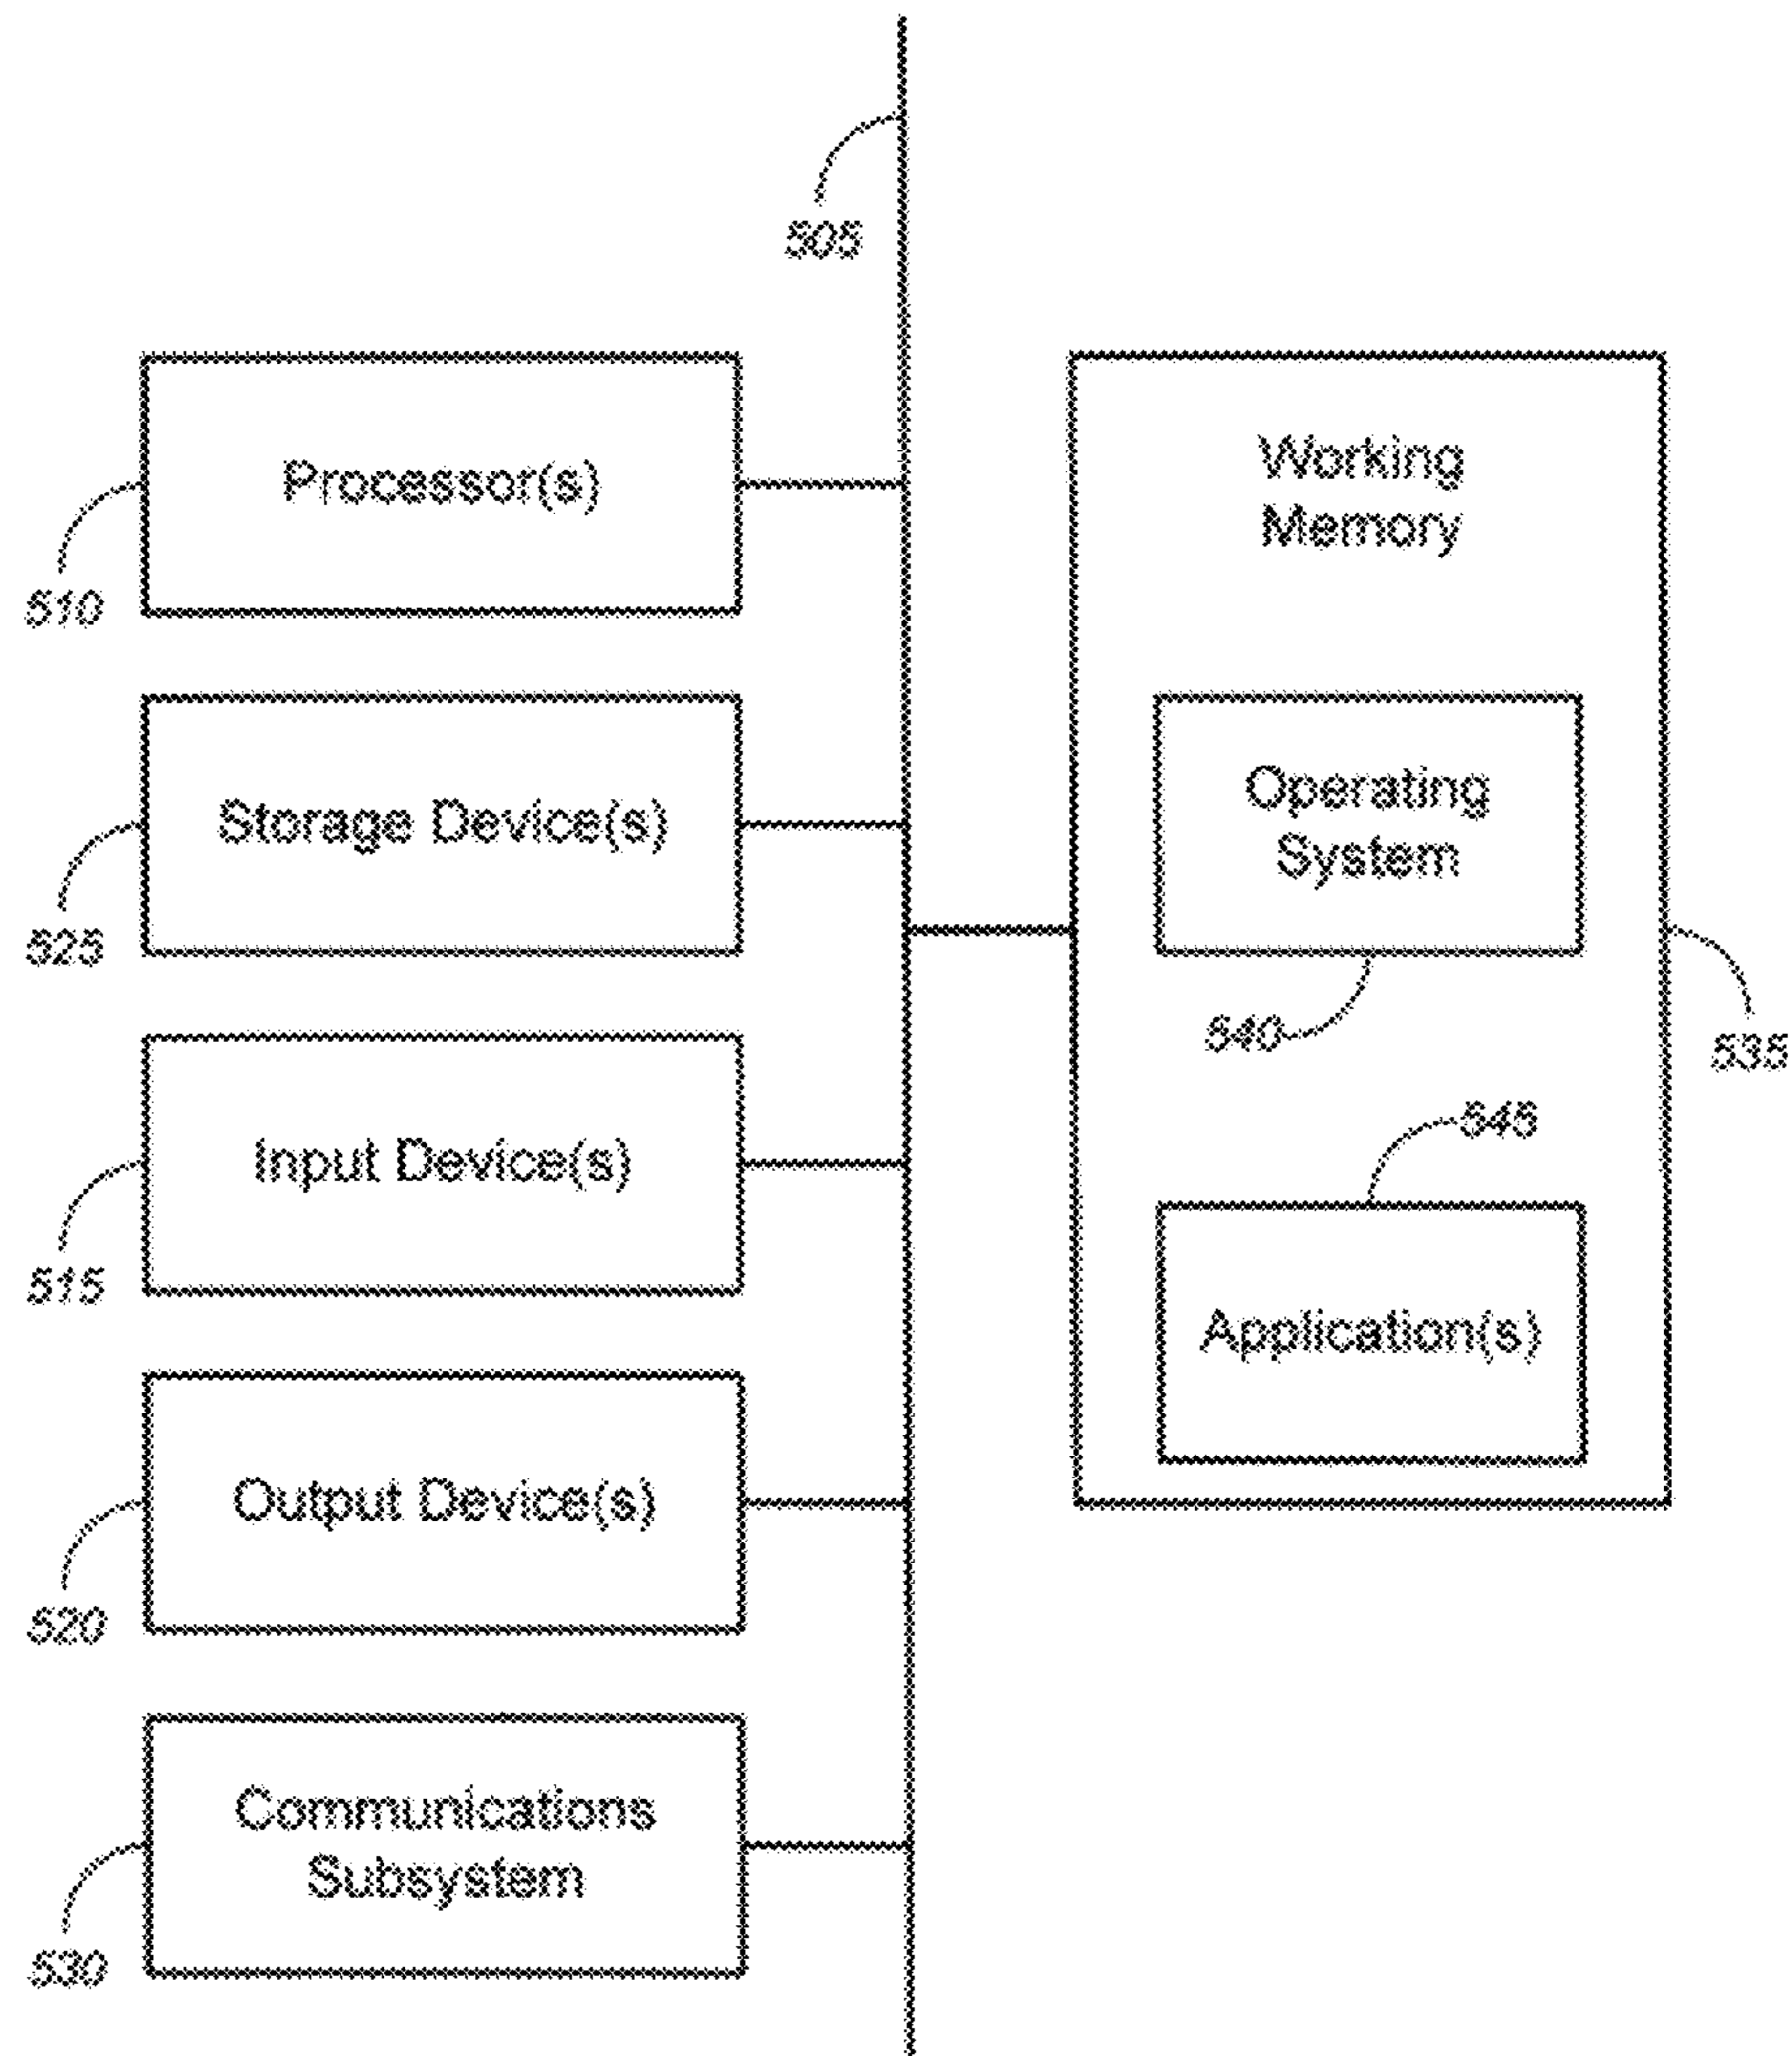 505
Processor(s)
510
Storage Device(s)
525
Input Device(s)
515
Output Device(s)
520
Communications
Subsystem
530
Working
Memory
Operating
System
540
535
545
Application(s)